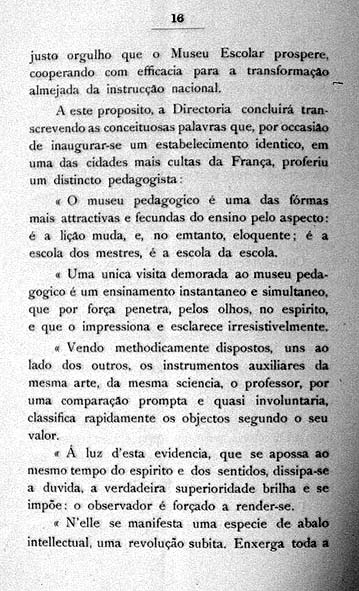 16
justo orgulho que o Museu Escolar prospere,
cooperando com efficacia para a transformação
almejada da instrucção nacional.
A este proposito, a Directoria concluirá trans-
crevendo as conceituosas palavras que, por occasião
de inaugurar-se um estabelecimento identico, em
uma das cidades mais cultas da França, proferiu
um distincto pedagogista:
« O museu pedagogico é uma das fórmas
mais attractivas e fecundas do ensino pelo aspecto:
é a lição muda, e, no emtanto, eloquente; é a
escola dos mestres, é a escola da escola.
« Uma unica visita demorada ao museu peda-
gogico é um ensinamento instantaneo e simultaneo,
que por força penetra, pelos olhos, no espirito,
e que o impressiona e esclarece irresistivelmente.
« Vendo methodicamente dispostos, uns ao
lado dos outros, os instrumentos auxiliares da
mesma arte, da mesma sciencia, o professor, por
uma comparação prompta e quasi involuntaria,
classifica rapidamente os objectos segundo o seu
valor.
« Á luz d'esta evidencia, que se apossa ao
mesmo tempo do espirito e dos sentidos, dissipa-se
a duvida, a verdadeira superioridade brilha e se
impõe: o observador é forçado a render-se.
« N'elle se manifesta uma especie de abalo
intellectual, uma revolução subita. Enxerga toda a